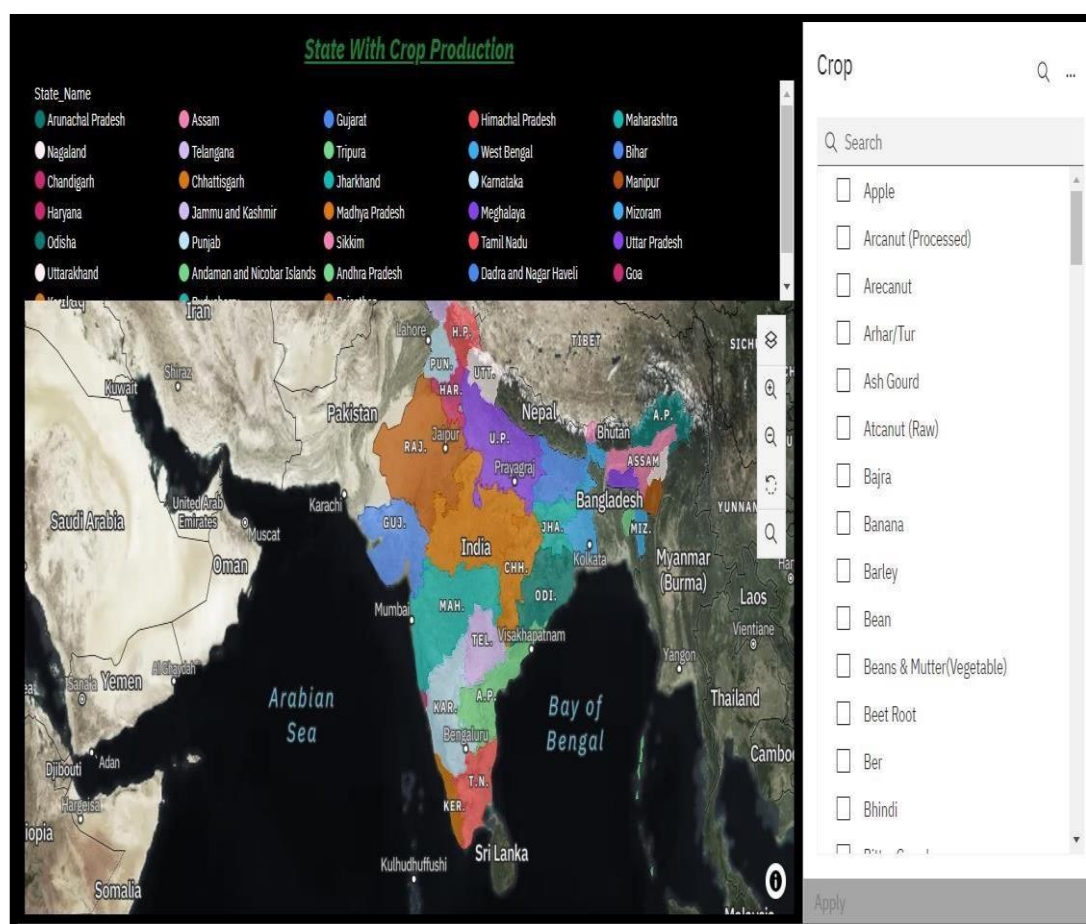 State With Crop Production
State_Name
Arunachal Pradesh Assam Gujarat Himachal Pradesh Maharashtra
Nagaland Telangana Tripura West Bengal Bihar
Chandigarh Chhattisgarh Jharkhand Karnataka Manipur
Haryana Jammu and Kashmir Madhya Pradesh Meghalaya Mizoram
Odisha Punjab Sikkim Tamil Nadu Uttar Pradesh
Uttarakhand Andaman and Nicobar Islands Andhra Pradesh Dadra and Nagar Haveli Goa
Iran
Lahore
H.P.
TIBET
PUN.
UTT.
Kuwait
Shiraz
HAR.
Pakistan
Nepal
A.P.
RAJ.
Jaipur
U.P.
Bhutan
ASSAM
Prayagraj
United Arab
Emirates
Karachi
Bangladesh
YUNNAN
Saudi Arabia
Muscat
GUJ.
JHA.
MIZ.
India
Oman
CHH.
Kolkata
Myanmar
(Burma)
Laos
Mumbai
MAH.
ODI.
TEL.
Visakhapatnam
Vientiane
Al Ghaydah
Sana'a
Yemen
Yangon
Arabian
Sea
KAR.
A.P.
Bay of
Bengal
Thailand
Bengaluru
Djibouti
Adan
T.N.
Hargeisa
KER.
Sri Lanka
Kulhudhuffushi
Somalia
Crop
...
Search
Apple
Arcanut (Processed)
Arecanut
Arhar/Tur
Ash Gourd
Atcanut (Raw)
Bajra
Banana
Barley
Bean
Beans & Mutter(Vegetable)
Beet Root
Ber
Bhindi
Apply